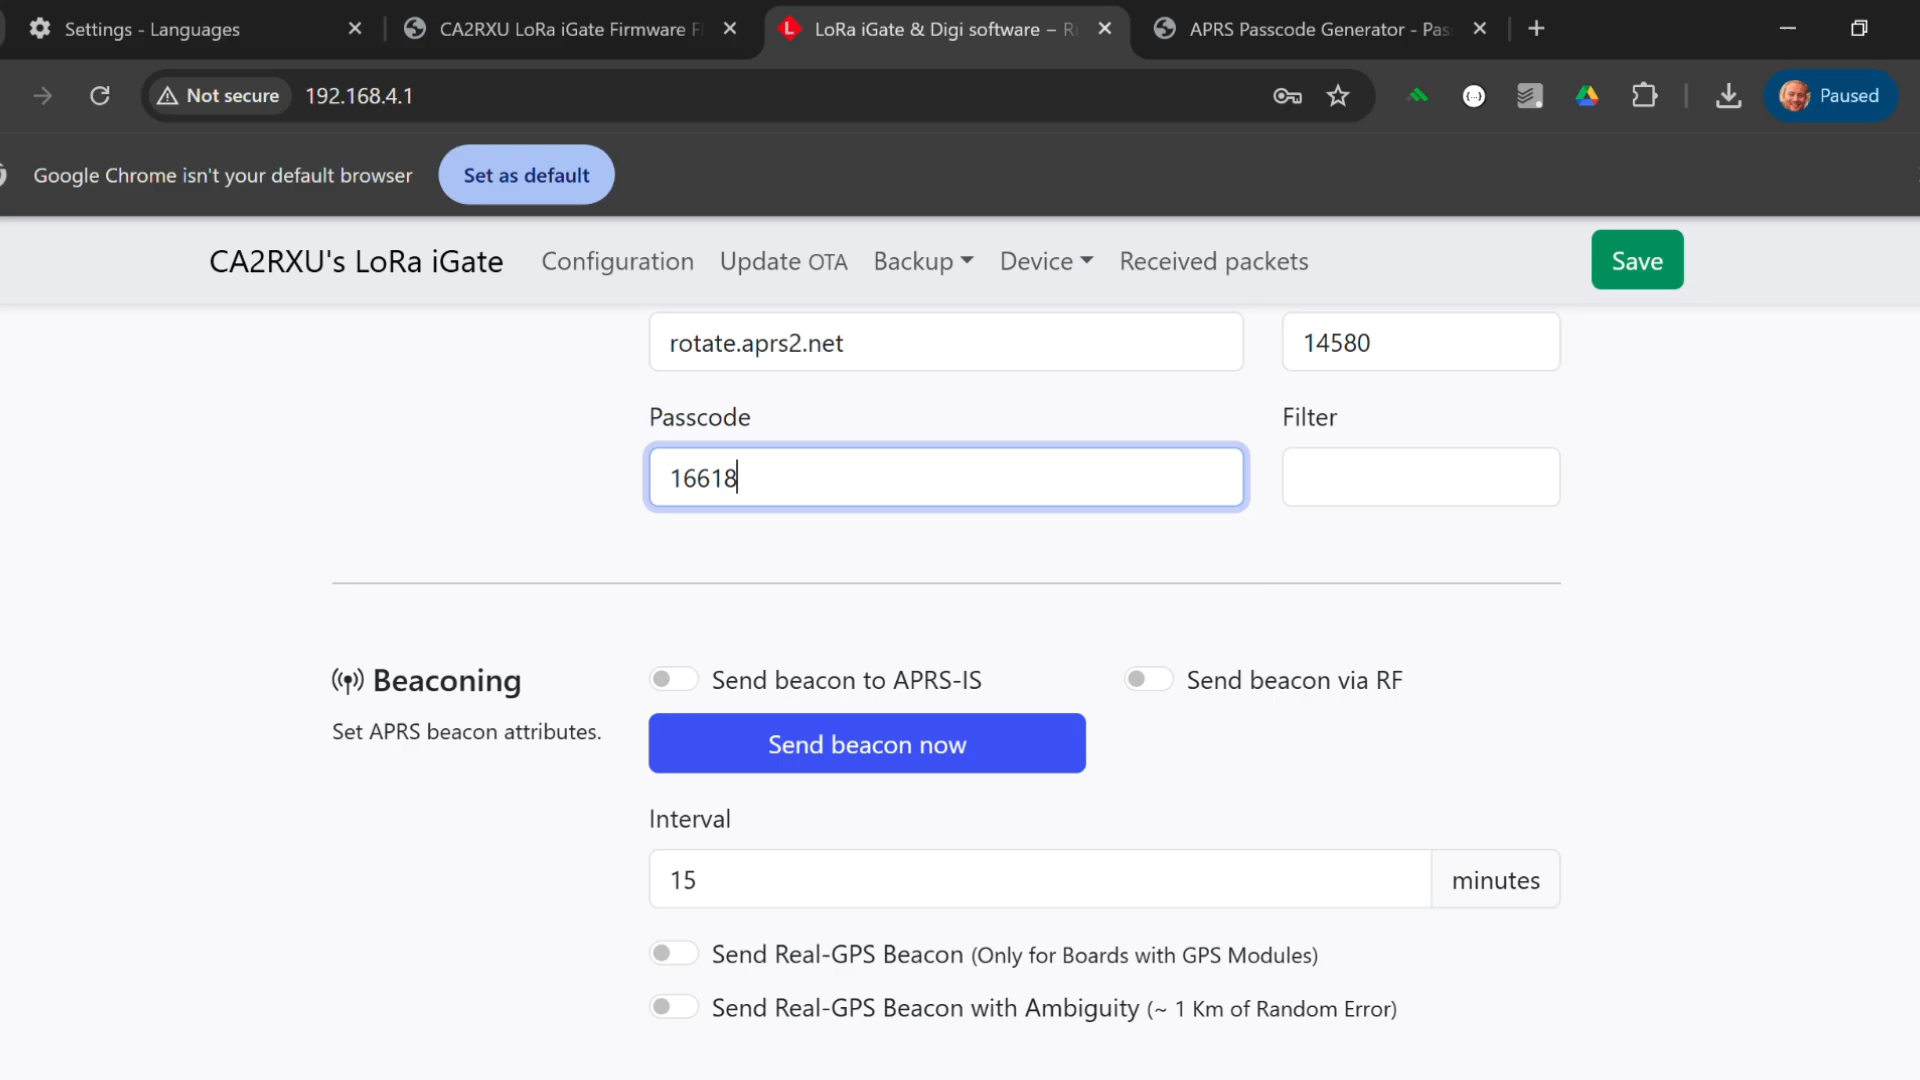 Settings - Languages
CA2RXU LoRa iGate Firmware F
LoRa iGate & Digi software – R
APRS Passcode Generator - Pas
Not secure
192.168.4.1
Paused
Google Chrome isn't your default browser
Set as default
CA2RXU's LoRa iGate
Configuration
Update OTA
Backup
Device
Received packets
Save
rotate.aprs2.net
14580
Passcode
Filter
16618
Beaconing
Set APRS beacon attributes.
Send beacon to APRS-IS
Send beacon via RF
Send beacon now
Interval
15
minutes
Send Real-GPS Beacon (Only for Boards with GPS Modules)
Send Real-GPS Beacon with Ambiguity (~ 1 Km of Random Error)